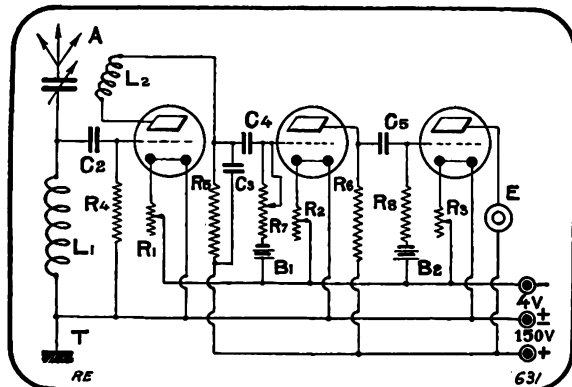 A
L2
C2
C4
C5
R4
R5
C3
R6
R8
E
L1
R1
R7
R2
R3
B1
B2
4V
150V
T
RE
631
−
+
−
+